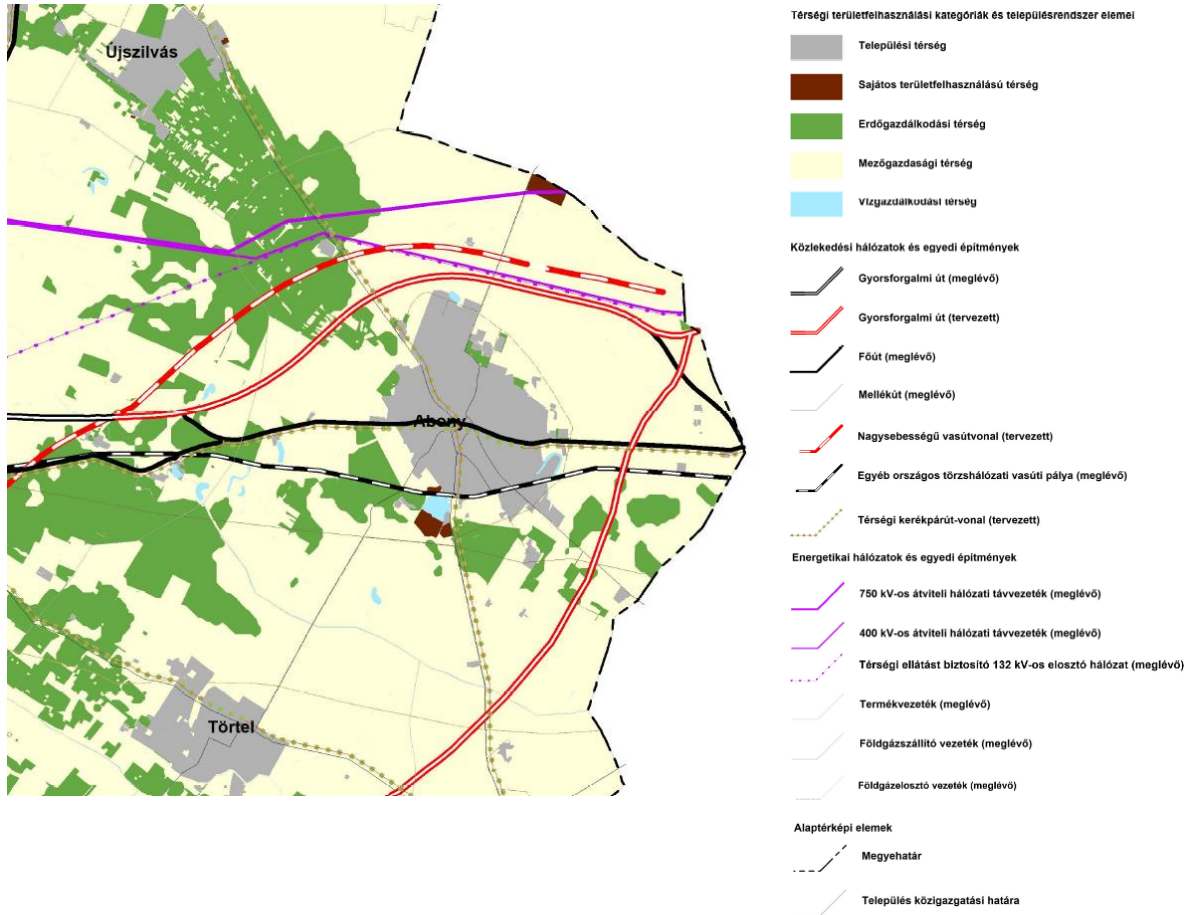 Újszilvás
Abony
Törtel
Térségi területfelhasználási kategóriák és településrendszer elemei
Települési térség
Sajátos területfelhasználású térség
Erdőgazdálkodási térség
Mezőgazdasági térség
Vízgazdálkodási térség
Közlekedési hálózatok és egyedi építmények
Gyorsforgalmi út (meglévő)
Gyorsforgalmi út (tervezett)
Főút (meglévő)
Mellékút (meglévő)
Nagysebességű vasútvonal (tervezett)
Egyéb országos törzshálózati vasúti pálya (meglévő)
Térségi kerékpárút-vonal (tervezett)
Energetikai hálózatok és egyedi építmények
750 kV-os átviteli hálózati távvezeték (meglévő)
400 kV-os átviteli hálózati távvezeték (meglévő)
Térségi ellátást biztosító 132 kV-os elosztó hálózat (meglévő)
Termékvezeték (meglévő)
Földgázszállító vezeték (meglévő)
Földgázelosztó vezeték (meglévő)
Alaptérképi elemek
Megyehatár
Település közigazgatási határa